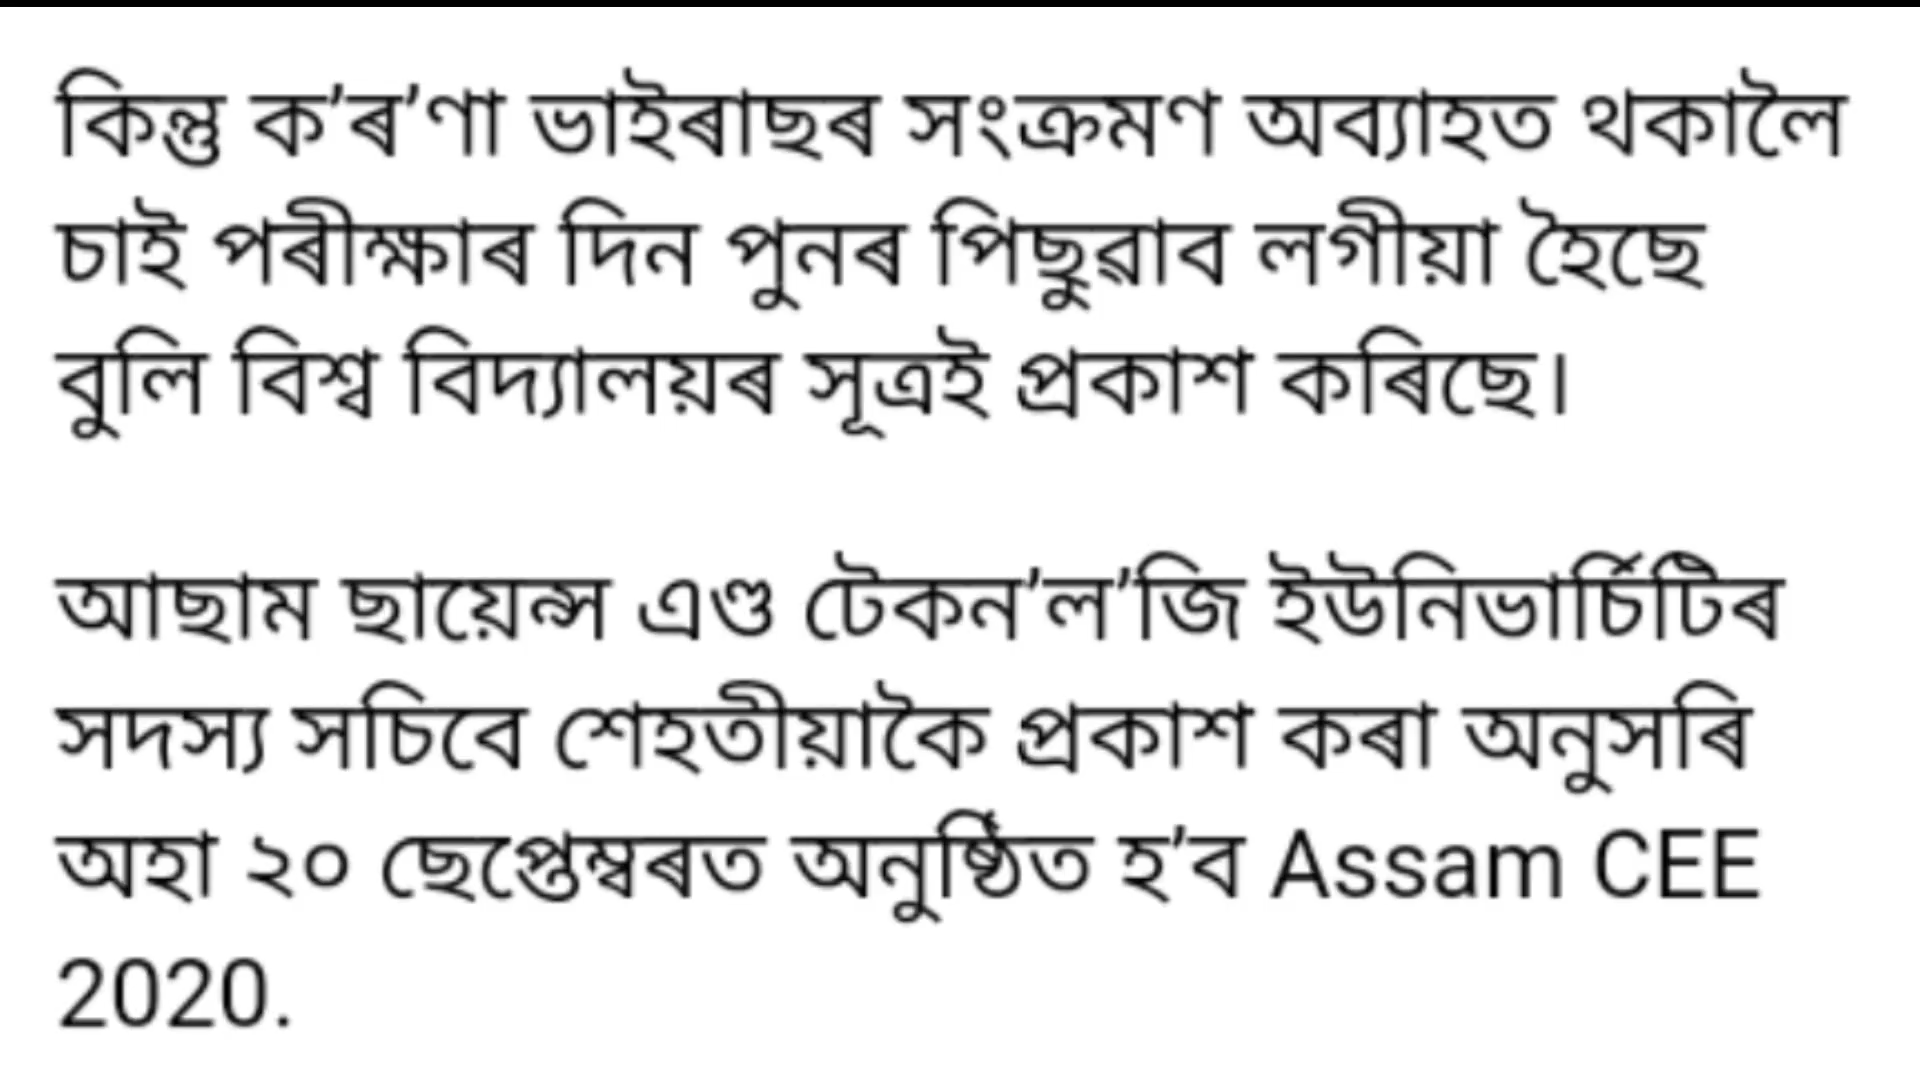 কিন্তু ক’ৰ’ণা ভাইৰাছৰ সংক্ৰমণ অব্যাহত থকালৈ
চাই পৰীক্ষাৰ দিন পুনৰ পিছুৱাব লগীয়া হৈছে
বুলি বিশ্ব বিদ্যালয়ৰ সূত্ৰই প্ৰকাশ কৰিছে।
আছাম ছায়েন্স এণ্ড টেকন’ল’জি ইউনিভাৰ্চিটিৰ
সদস্য সচিবে শেহতীয়াকৈ প্ৰকাশ কৰা অনুসৰি
অহা ২০ ছেপ্তেম্বৰত অনুষ্ঠিত হ’ব Assam CEE
2020.